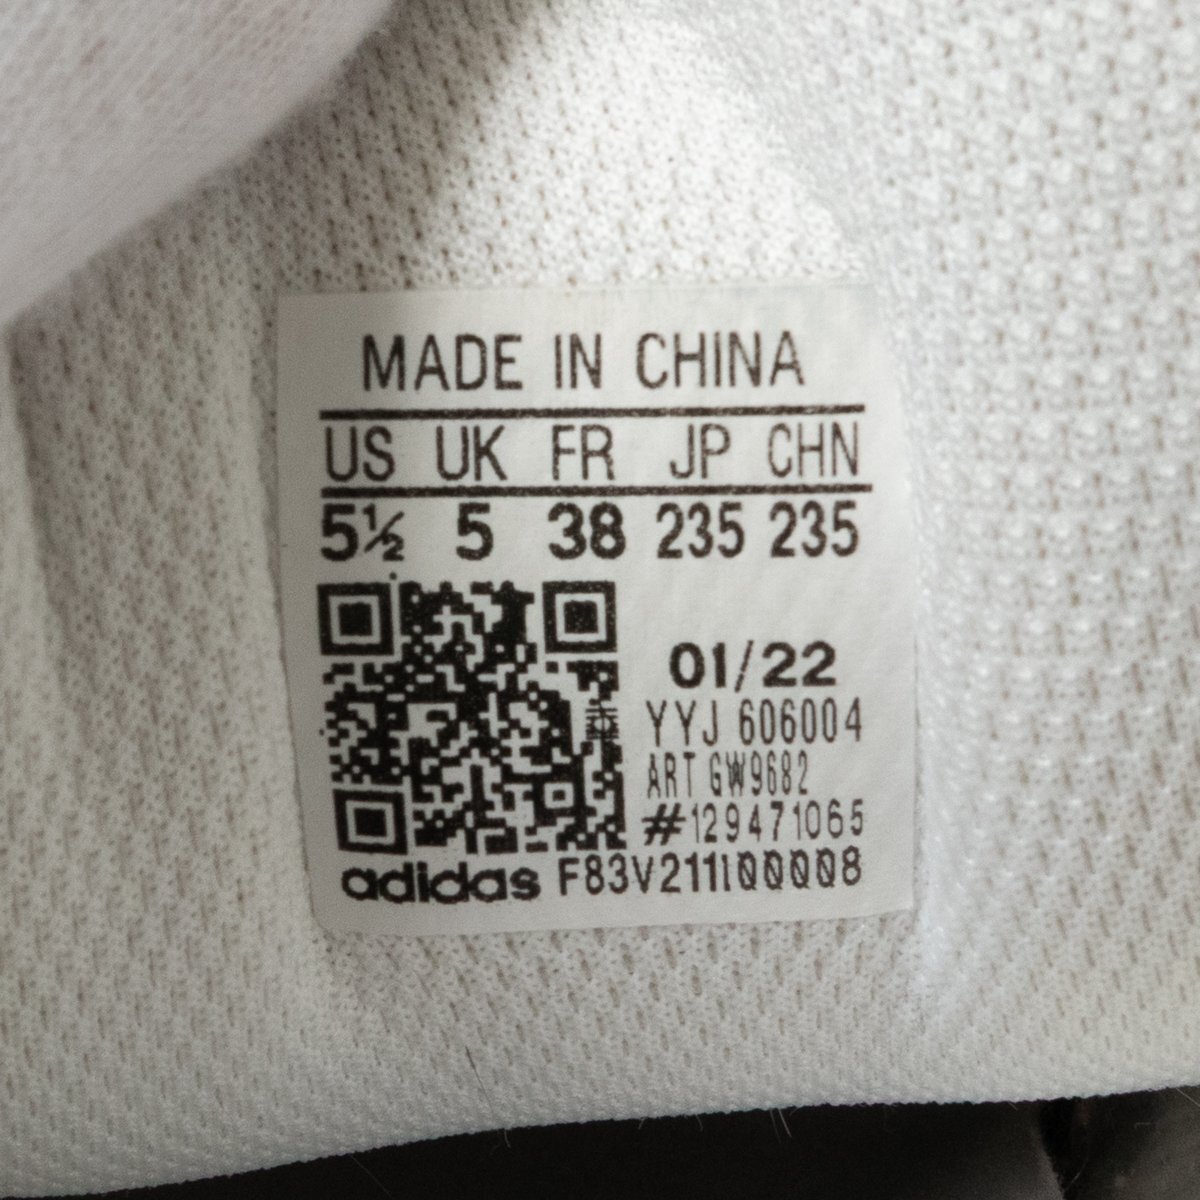 MADE IN CHINA
US UK FR JP CHN
5½ 5 38 235 235
01/22
YYJ 606004
ART GW9682
#129471065
adidas F83V211100008